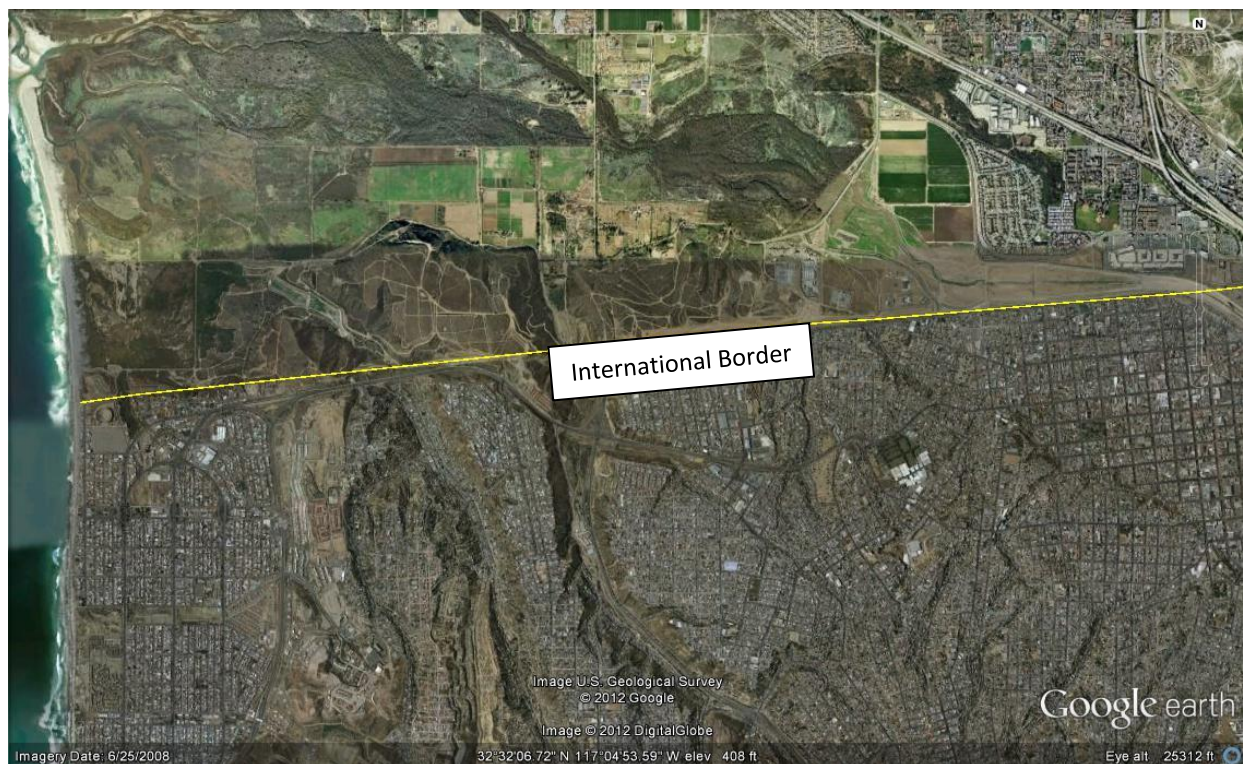 N
International Border
Image U.S. Geological Survey
© 2012 Google
Image © 2012 DigitalGlobe
Google earth
Imagery Date: 6/25/2008 32°32'06.72" N 117°04'53.59" W elev 408 ft Eye alt 25312 ft